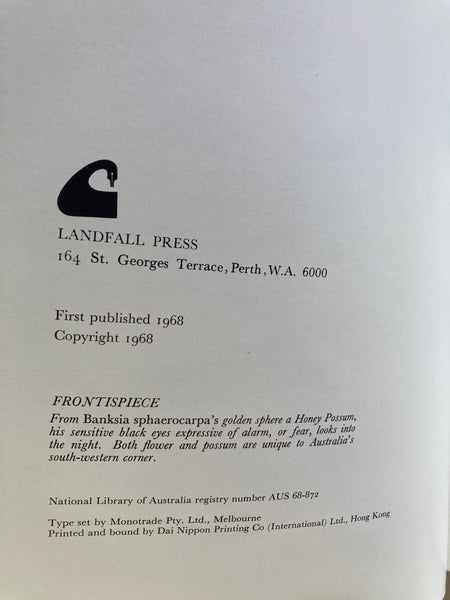 LANDFALL PRESS
164 St. Georges Terrace, Perth, W.A. 6000
First published 1968
Copyright 1968
FRONTISPIECE
From Banksia sphaerocarpa's golden sphere a Honey Possum,
his sensitive black eyes expressive of alarm, or fear, looks into
the night. Both flower and possum are unique to Australia's
south-western corner.
National Library of Australia registry number AUS 68-872
Type set by Monotrade Pty. Ltd., Melbourne
Printed and bound by Dai Nippon Printing Co (International) Ltd., Hong Kong